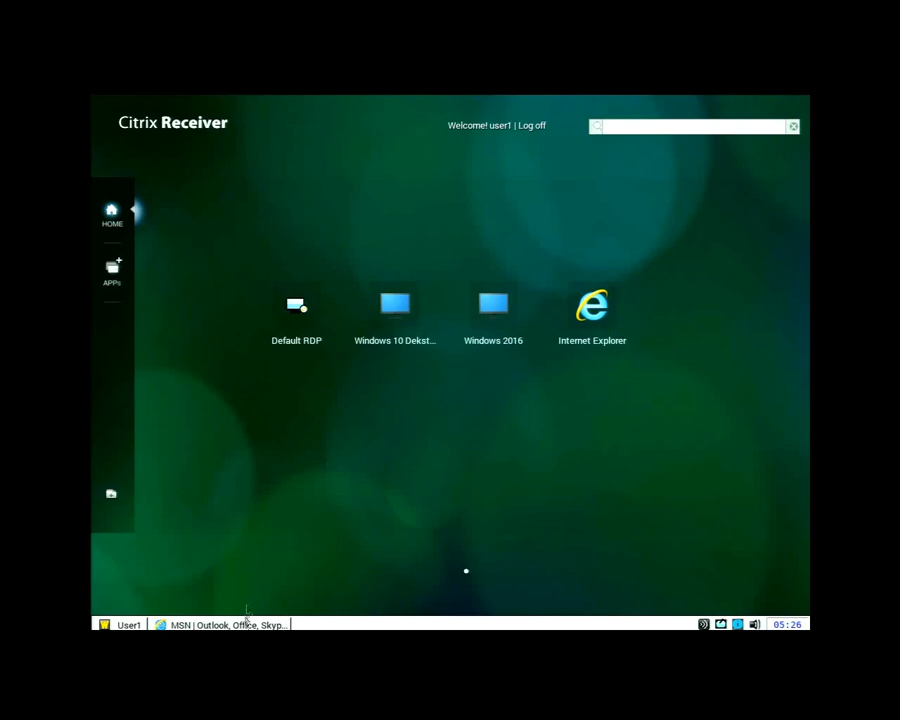 Citrix Receiver
Welcome! user1 | Log off
HOME
APPs
Default RDP
Windows 10 Dekst...
Windows 2016
Internet Explorer
User1
MSN | Outlook, Office, Skyp...
05:26